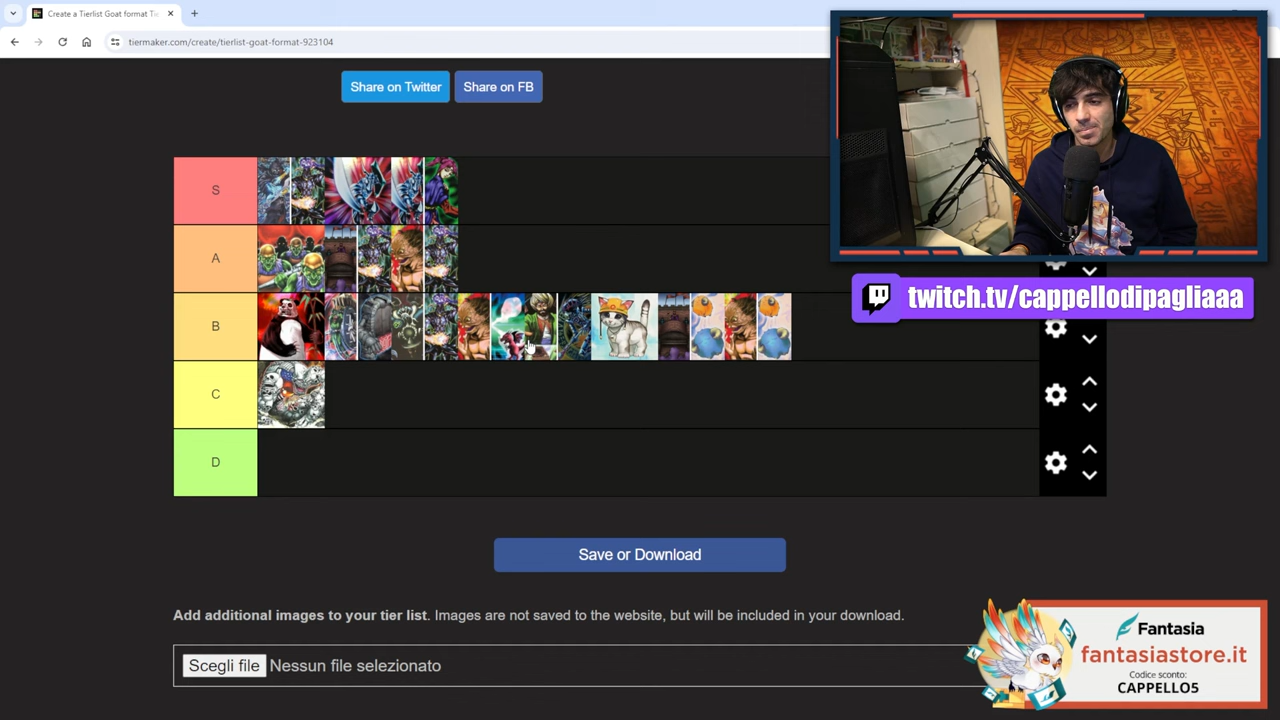 Create a Tierlist Goat format Tie
tiermaker.com/create/tierlist-goat-format-923104
Share on Twitter
Share on FB
S
A
B
C
D
twitch.tv/cappellodipagliaaa
Save or Download
Add additional images to your tier list. Images are not saved to the website, but will be included in your download.
Scegli file Nessun file selezionato
Fantasia
fantasiastore.it
Codice sconto:
CAPPELLO5